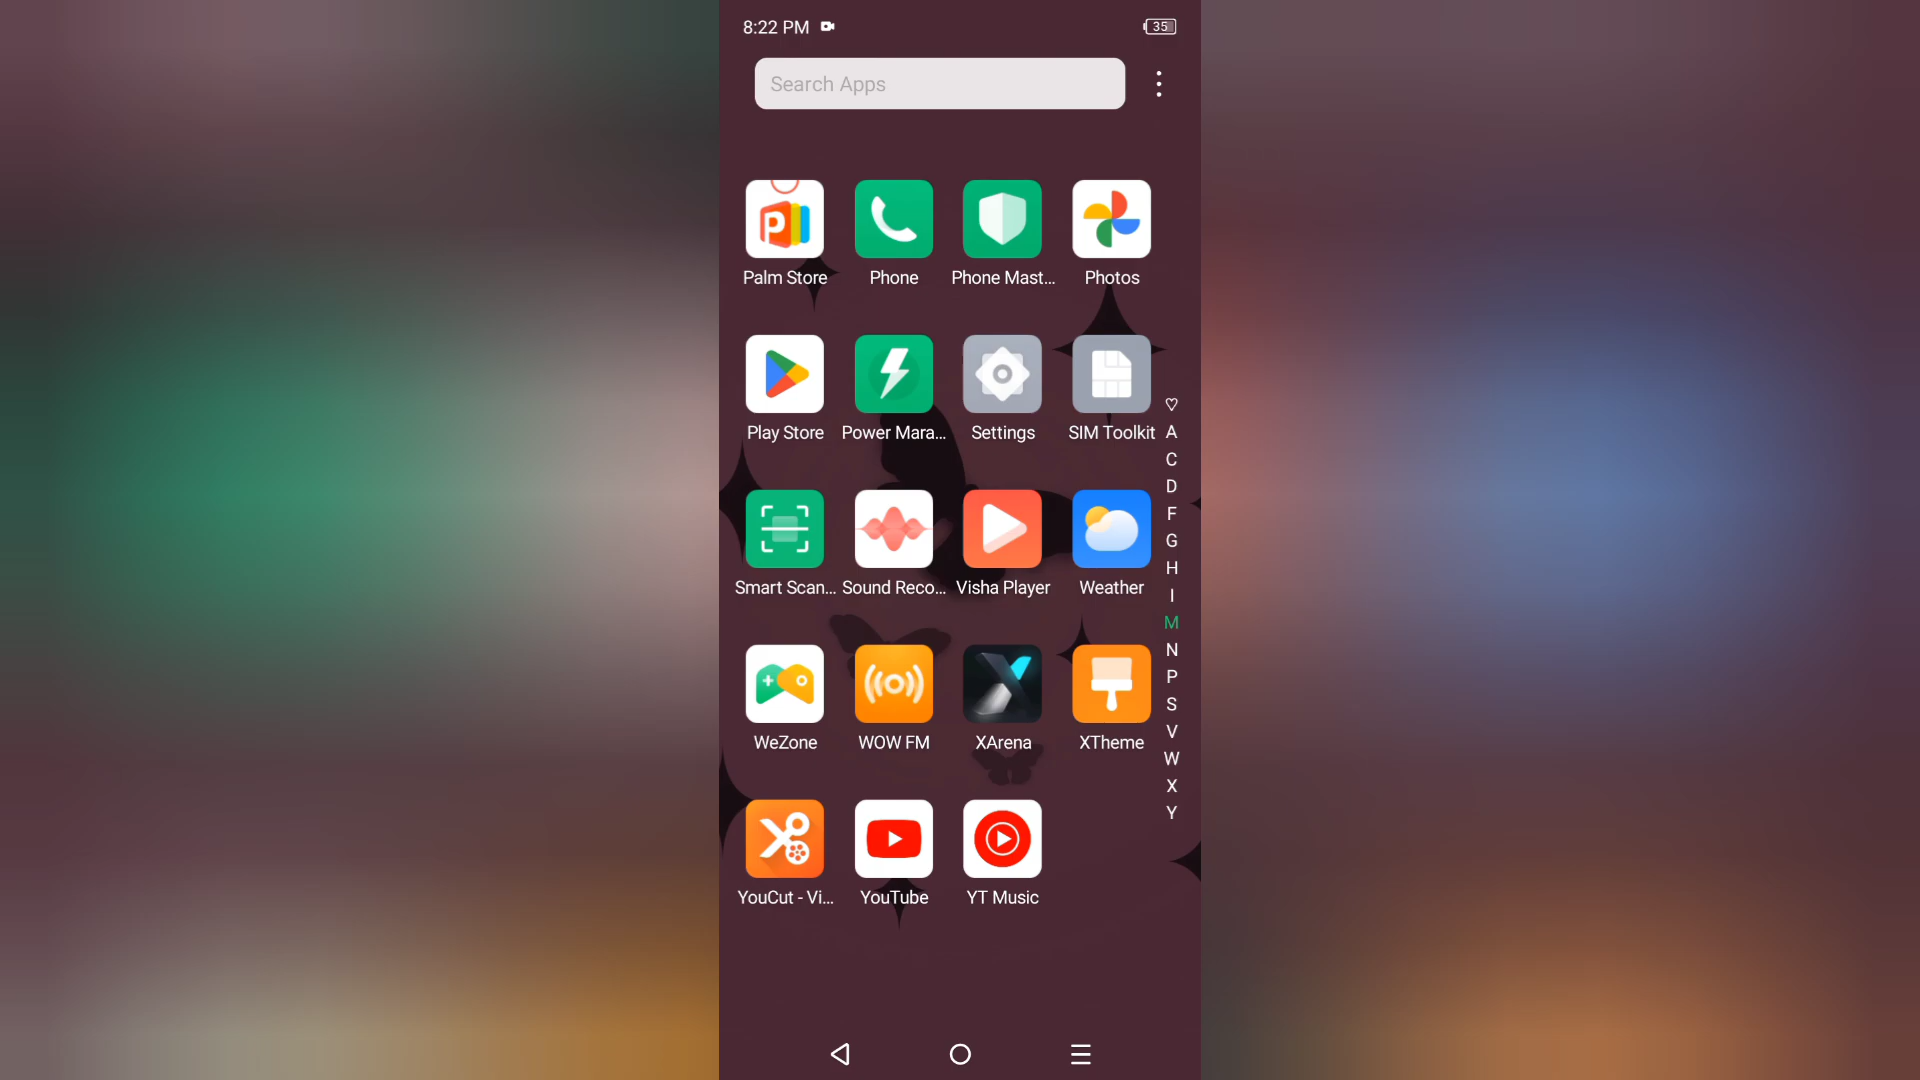 8:22 PM 35
Search Apps
Palm Store Phone Phone Mast... Photos
Play Store Power Mara... Settings SIM Toolkit
Smart Scan... Sound Reco... Visha Player Weather
WeZone WOW FM XArena XTheme
YouCut - Vi... YouTube YT Music
A
C
D
F
G
H
I
M
N
P
S
V
W
X
Y